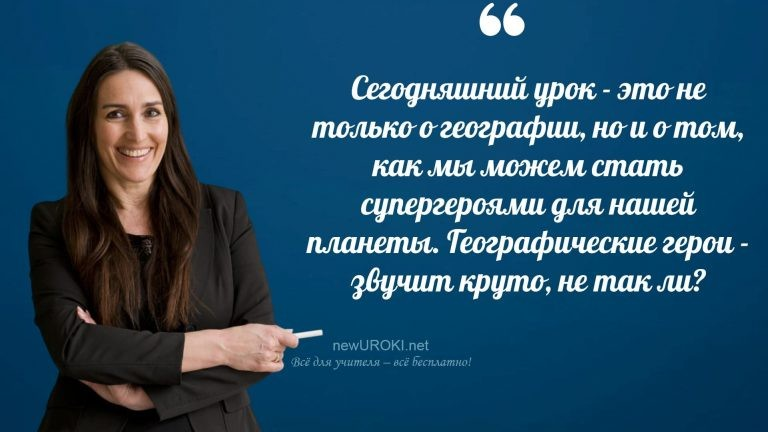 Сегодняшний урок - это не
только о географии, но и о том,
как мы можем стать
супергероями для нашей
планеты. Географические герои -
звучит круто, не так ли?
newUROKI.net
Всё для учителя – всё бесплатно!